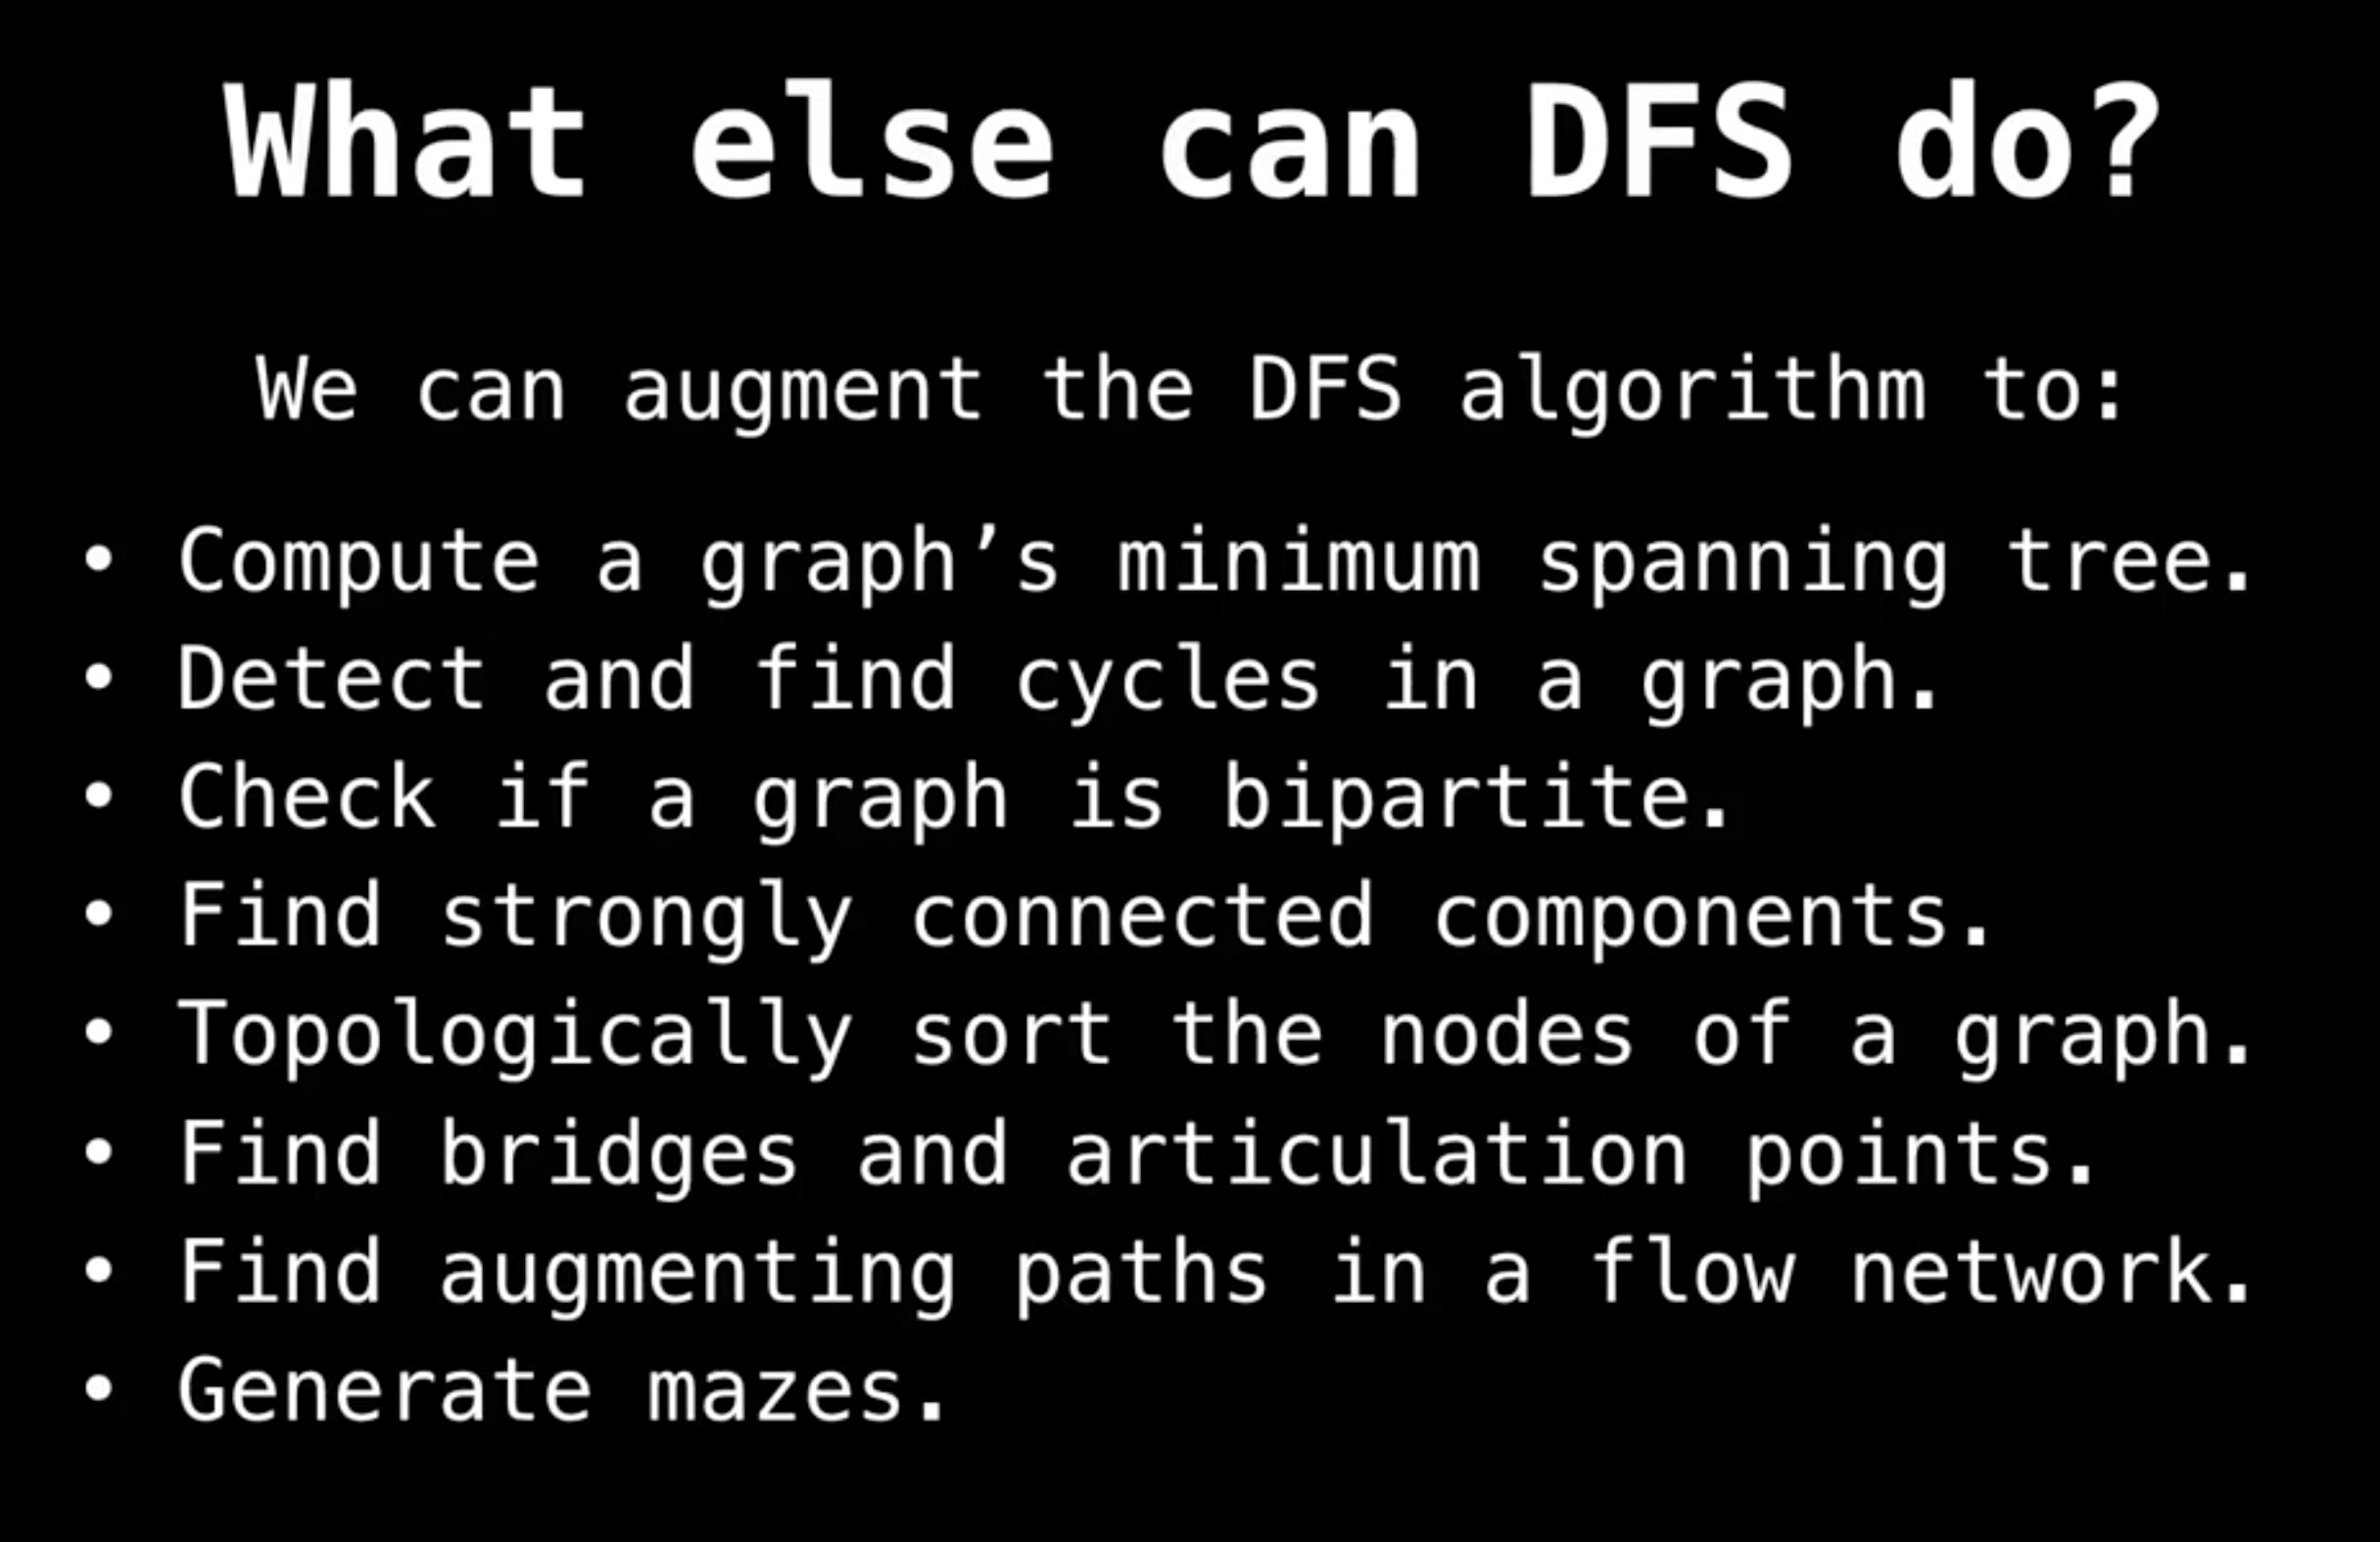 What else can DFS do?
We can augment the DFS algorithm to:
• Compute a graph’s minimum spanning tree.
• Detect and find cycles in a graph.
• Check if a graph is bipartite.
• Find strongly connected components.
• Topologically sort the nodes of a graph.
• Find bridges and articulation points.
• Find augmenting paths in a flow network.
• Generate mazes.